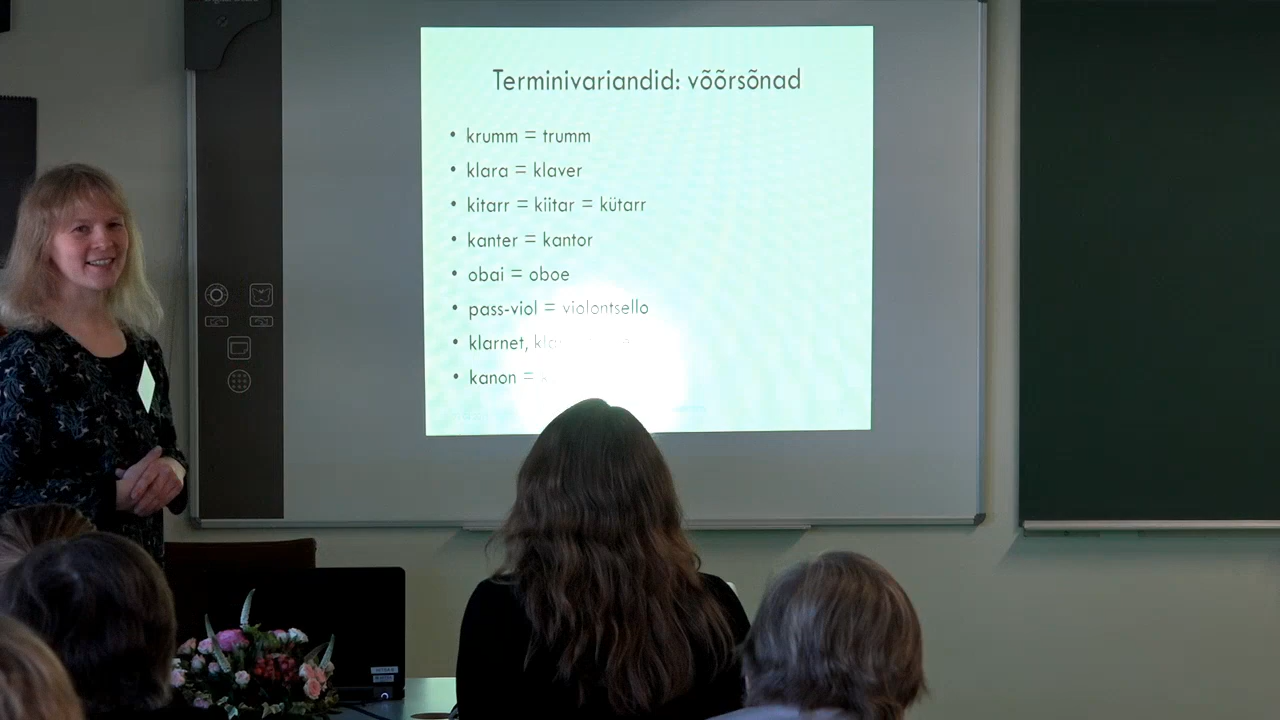 Terminivariandid: võõrsõnad
• krumm = trumm
• klara = klaver
• kitarr = kiitar = kütarr
• kanter = kantor
• obai = oboe
• pass-viol = violontsello
• klarnet,
• kanon =